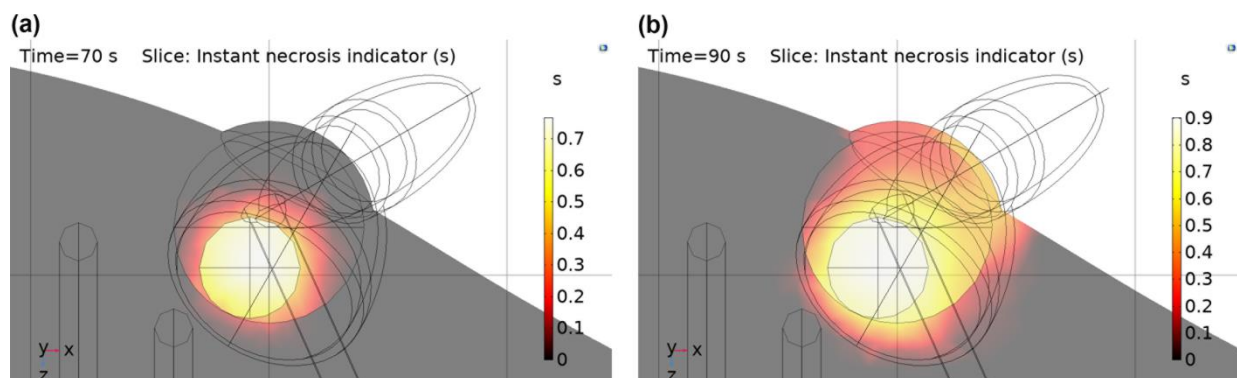 (a)
Time=70 s Slice: Instant necrosis indicator (s)
s
0.7
0.6
0.5
0.4
0.3
0.2
0.1
0
y x
z
(b)
Time=90 s Slice: Instant necrosis indicator (s)
s
0.9
0.8
0.7
0.6
0.5
0.4
0.3
0.2
0.1
0
y x
z